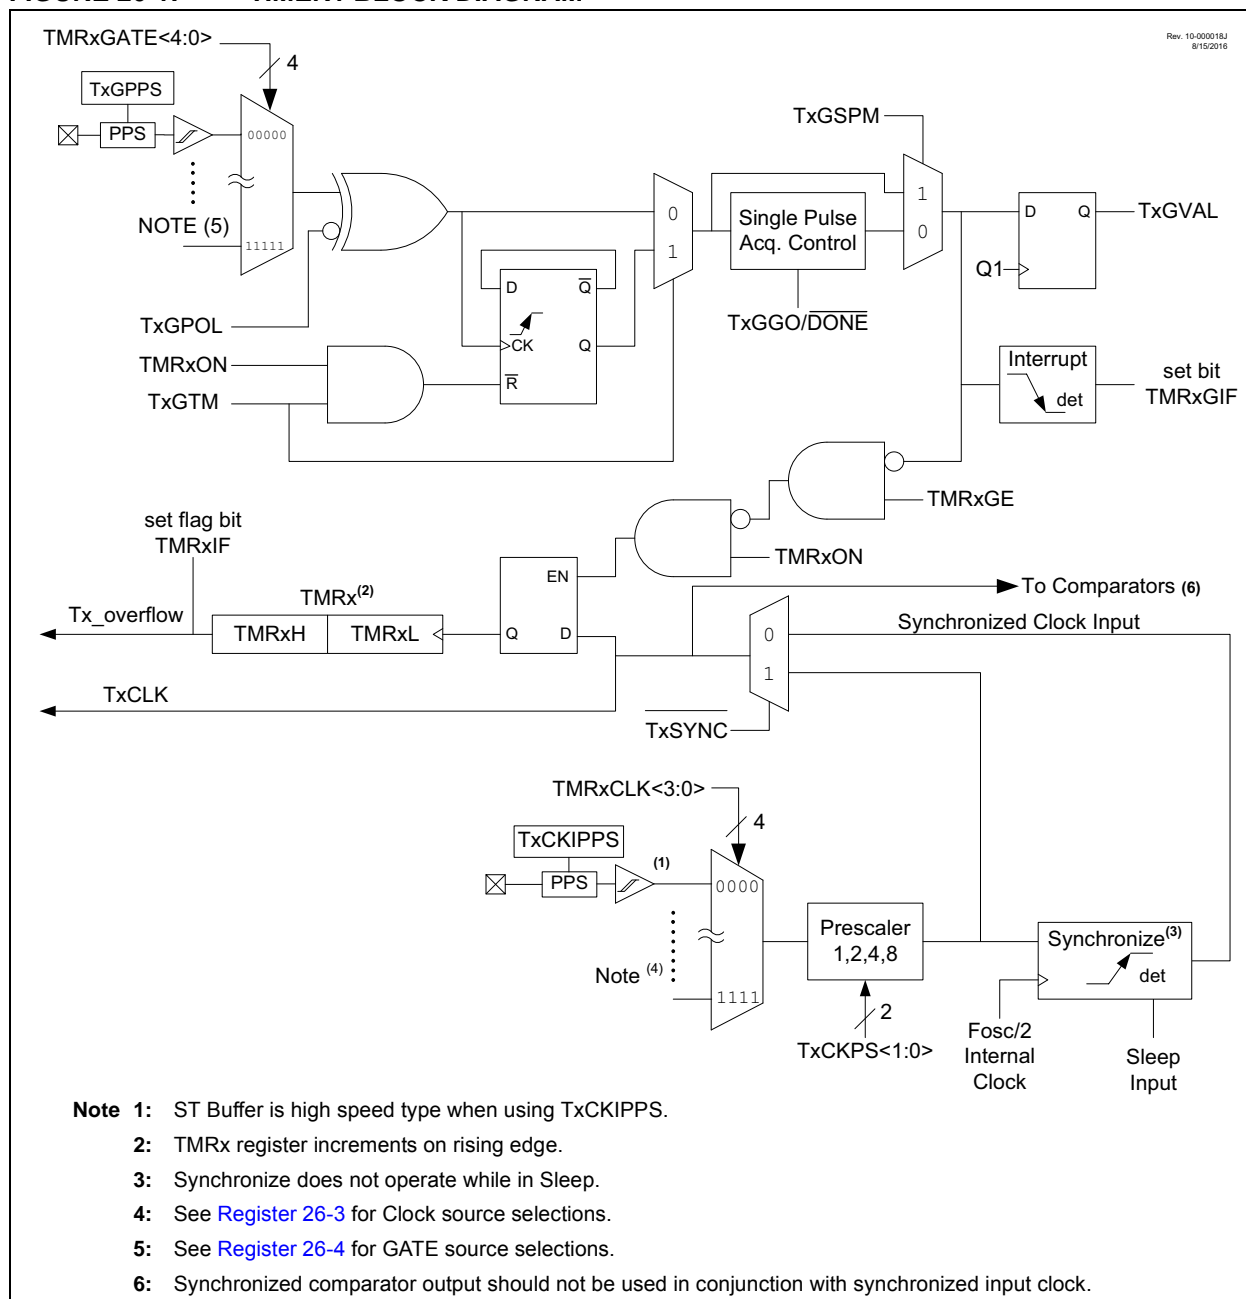 Rev. 10-000018J
8/15/2016
TMRxGATE<4:0>
4
TxGPPS
PPS
00000
NOTE (5)
11111
TxGPOL
TMRxON
TxGTM
D
Q
CK
Q
R
0
1
TxGSPM
Single Pulse
Acq. Control
TxGGO/DONE
1
0
D
Q
Q1
TxGVAL
Interrupt
det
set bit
TMRxGIF
TMRxGE
TMRxON
set flag bit
TMRxIF
Tx_overflow
TMRx(2)
TMRxH
TMRxL
EN
Q
D
To Comparators (6)
Synchronized Clock Input
0
1
TxCLK
TxSYNC
TMRxCLK<3:0>
4
TxCKIPPS
PPS
(1)
0000
Note (4)
1111
Prescaler
1,2,4,8
2
TxCKPS<1:0>
Synchronize(3)
det
Fosc/2
Internal
Clock
Sleep
Input
Note 1: ST Buffer is high speed type when using TxCKIPPS.
2: TMRx register increments on rising edge.
3: Synchronize does not operate while in Sleep.
4: See Register 26-3 for Clock source selections.
5: See Register 26-4 for GATE source selections.
6: Synchronized comparator output should not be used in conjunction with synchronized input clock.